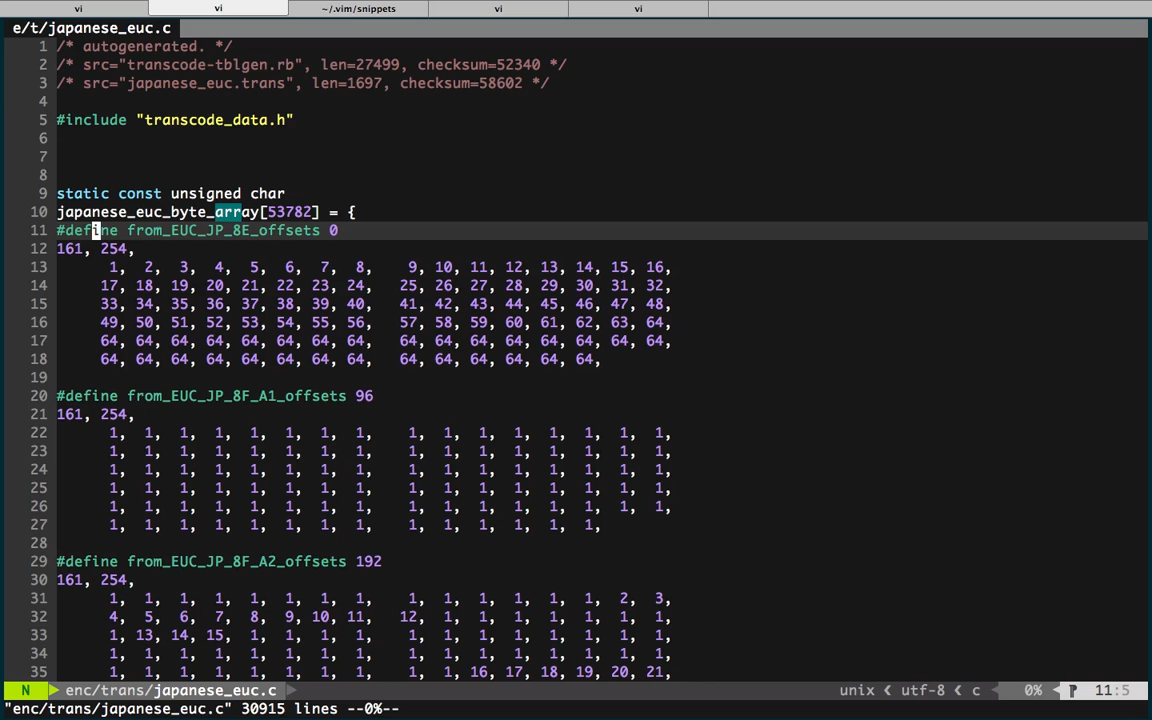 vi vi ~/.vim/snippets vi vi
e/t/japanese_euc.c
1 /* autogenerated. */
2 /* src="transcode-tblgen.rb", len=27499, checksum=52340 */
3 /* src="japanese_euc.trans", len=1697, checksum=58602 */
4
5 #include "transcode_data.h"
6
7
8
9 static const unsigned char
10 japanese_euc_byte_array[53782] = {
11 #define from_EUC_JP_8E_offsets 0
12 161, 254,
13 1, 2, 3, 4, 5, 6, 7, 8, 9, 10, 11, 12, 13, 14, 15, 16,
14 17, 18, 19, 20, 21, 22, 23, 24, 25, 26, 27, 28, 29, 30, 31, 32,
15 33, 34, 35, 36, 37, 38, 39, 40, 41, 42, 43, 44, 45, 46, 47, 48,
16 49, 50, 51, 52, 53, 54, 55, 56, 57, 58, 59, 60, 61, 62, 63, 64,
17 64, 64, 64, 64, 64, 64, 64, 64, 64, 64, 64, 64, 64, 64, 64, 64,
18 64, 64, 64, 64, 64, 64, 64, 64, 64, 64, 64, 64, 64, 64,
19
20 #define from_EUC_JP_8F_A1_offsets 96
21 161, 254,
22 1, 1, 1, 1, 1, 1, 1, 1, 1, 1, 1, 1, 1, 1, 1, 1,
23 1, 1, 1, 1, 1, 1, 1, 1, 1, 1, 1, 1, 1, 1, 1, 1,
24 1, 1, 1, 1, 1, 1, 1, 1, 1, 1, 1, 1, 1, 1, 1, 1,
25 1, 1, 1, 1, 1, 1, 1, 1, 1, 1, 1, 1, 1, 1, 1, 1,
26 1, 1, 1, 1, 1, 1, 1, 1, 1, 1, 1, 1, 1, 1, 1, 1,
27 1, 1, 1, 1, 1, 1, 1, 1, 1, 1, 1, 1, 1, 1,
28
29 #define from_EUC_JP_8F_A2_offsets 192
30 161, 254,
31 1, 1, 1, 1, 1, 1, 1, 1, 1, 1, 1, 1, 1, 1, 2, 3,
32 4, 5, 6, 7, 8, 9, 10, 11, 12, 1, 1, 1, 1, 1, 1, 1,
33 1, 13, 14, 15, 1, 1, 1, 1, 1, 1, 1, 1, 1, 1, 1, 1,
34 1, 1, 1, 1, 1, 1, 1, 1, 1, 1, 1, 1, 1, 1, 1, 1,
35 1, 1, 1, 1, 1, 1, 1, 1, 1, 1, 16, 17, 18, 19, 20, 21,
N enc/trans/japanese_euc.c unix < utf-8 < c 0% 11:5
"enc/trans/japanese_euc.c" 30915 lines --0%--